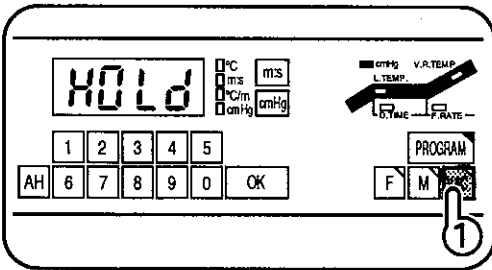 HOLd
°C
m:s
°C/m
cmHg
m:s
cmHg
cmHg V.R.TEMP.
L.TEMP.
D.TIME F.RATE
1 2 3 4 5
PROGRAM
AH 6 7 8 9 0 OK
F M
1